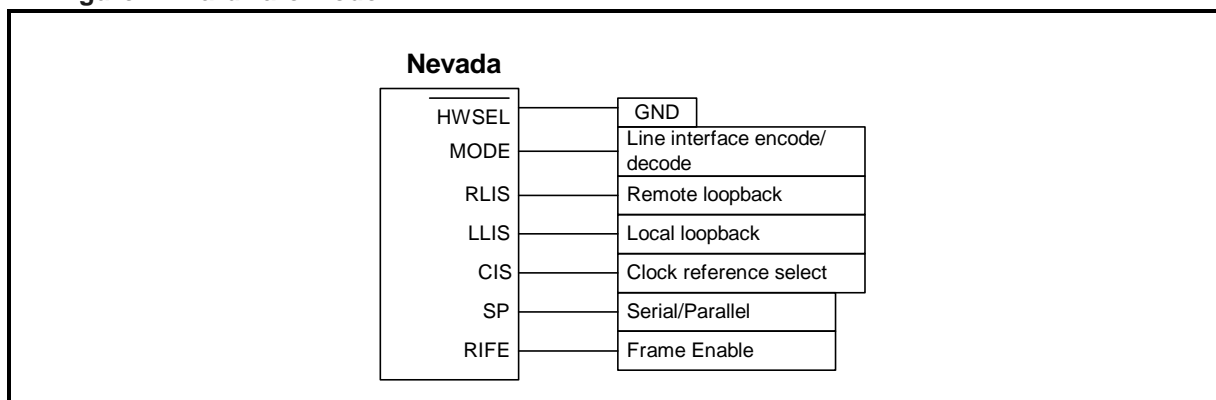 Nevada
HWSEL
GND
MODE
Line interface encode/
decode
RLIS
Remote loopback
LLIS
Local loopback
CIS
Clock reference select
SP
Serial/Parallel
RIFE
Frame Enable